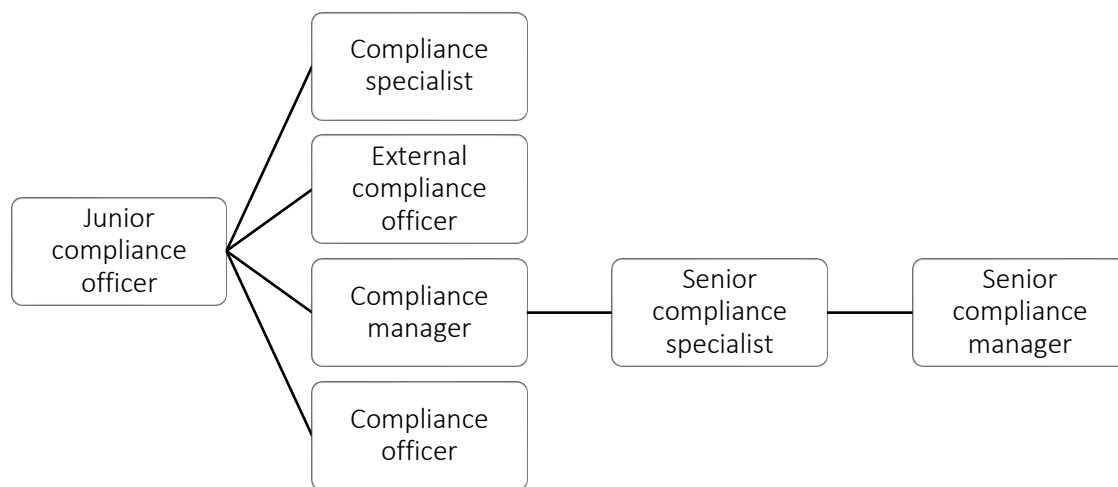 Junior
compliance
officer
Compliance
specialist
External
compliance
officer
Compliance
manager
Compliance
officer
Senior
compliance
specialist
Senior
compliance
manager